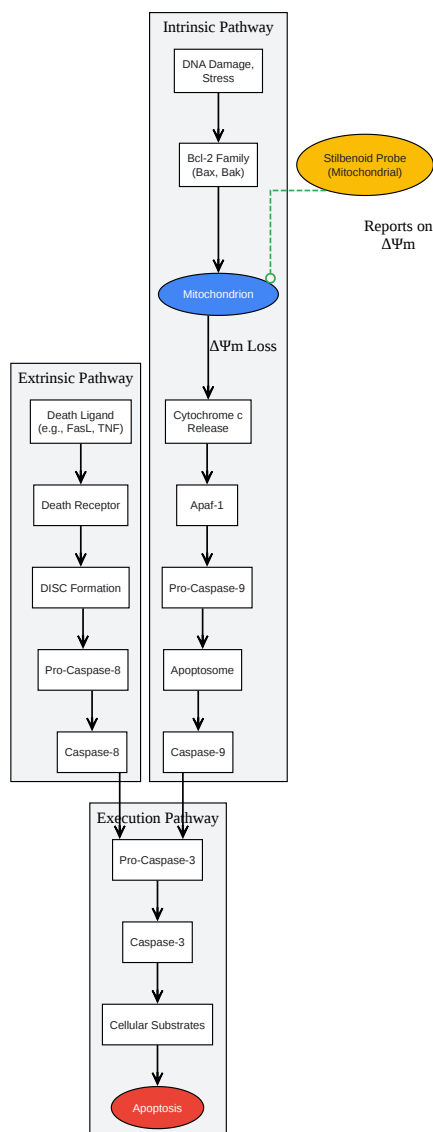 Intrinsic Pathway
DNA Damage,
Stress
Bcl-2 Family
(Bax, Bak)
Stilbenoid Probe
(Mitochondrial)
Reports on
ΔΨm
Mitochondrion
ΔΨm Loss
Extrinsic Pathway
Death Ligand
(e.g., FasL, TNF)
Cytochrome c
Release
Death Receptor
Apaf-1
DISC Formation
Pro-Caspase-9
Pro-Caspase-8
Apoptosome
Caspase-8
Caspase-9
Execution Pathway
Pro-Caspase-3
Caspase-3
Cellular Substrates
Apoptosis